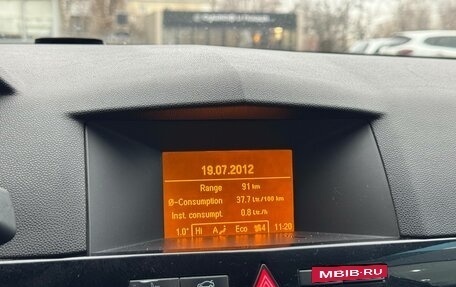 19.07.2012
Range 91 km
Ø-Consumption 37.7 Ltr./100 km
Inst. consumpt. 0.8 Ltr./h
1.0° Hi A Eco 4 11:20
MBIB.RU